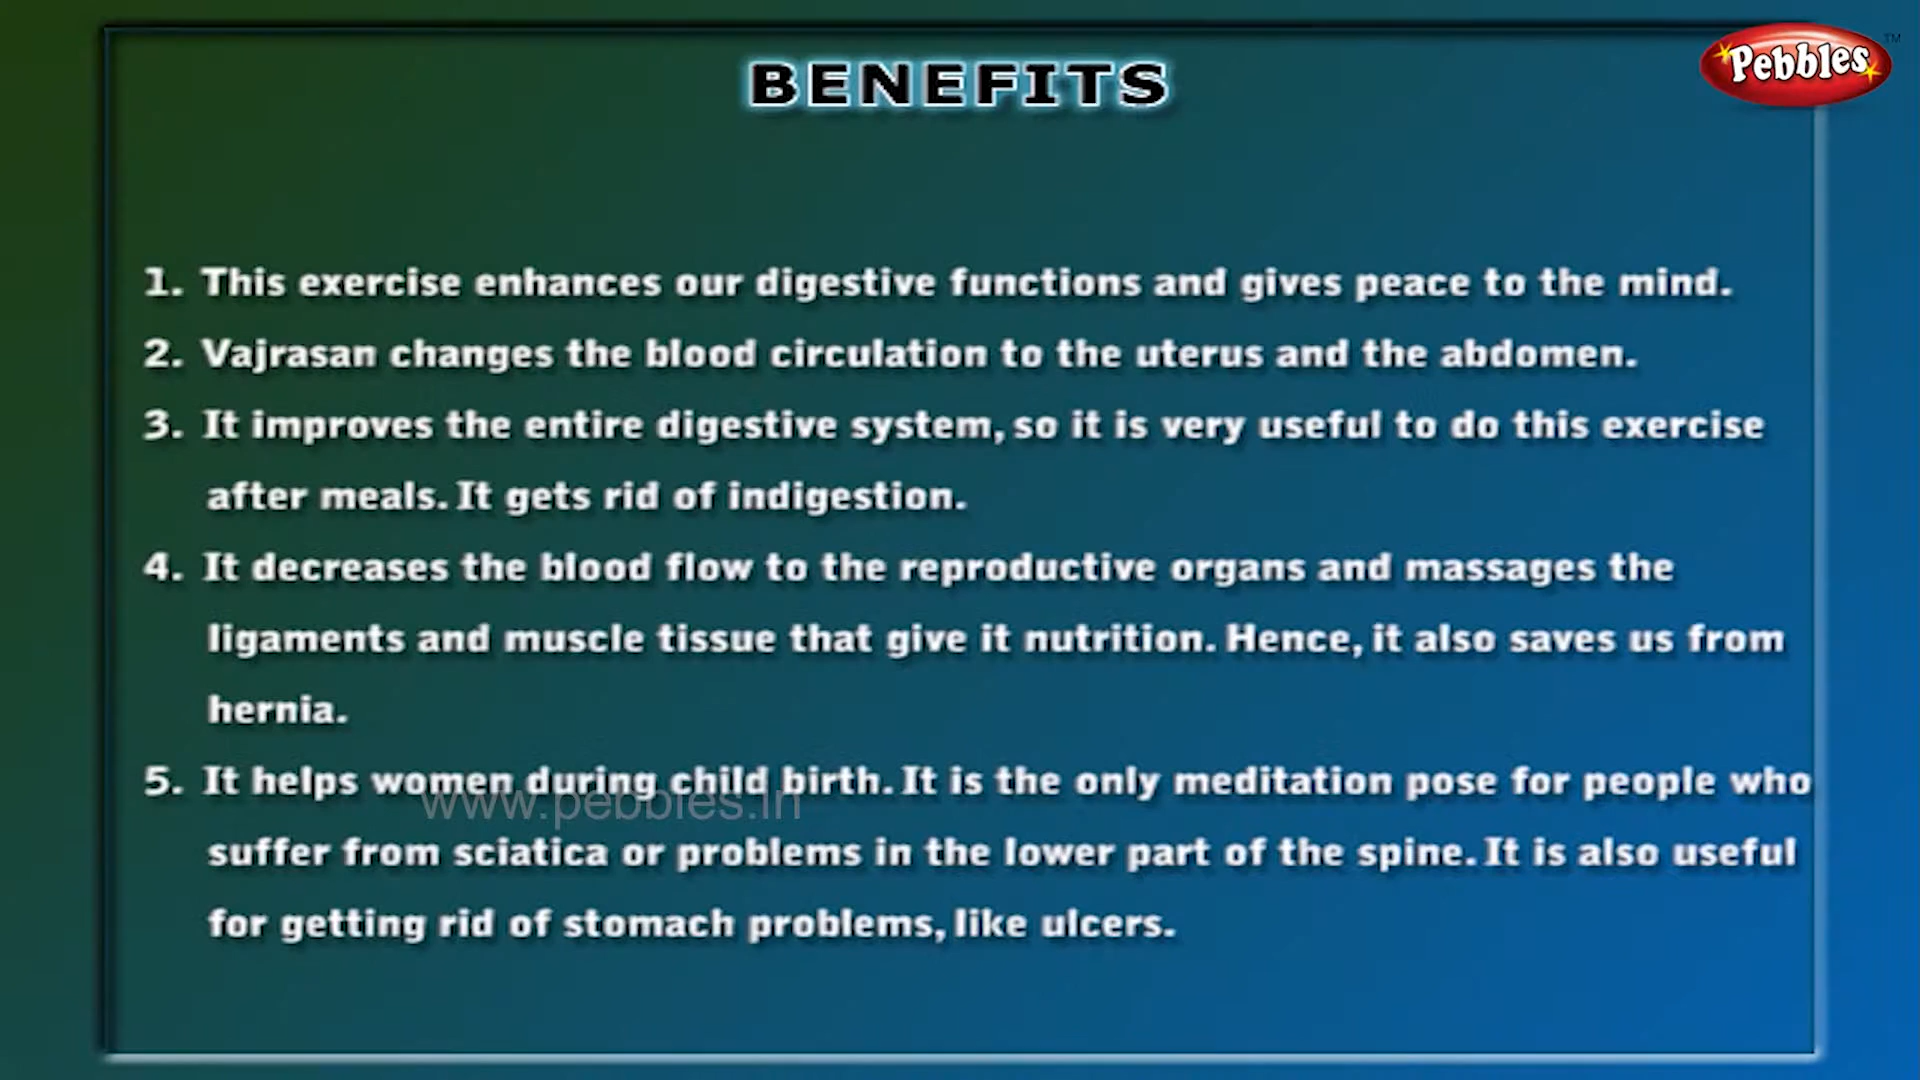 BENEFITS
Pebbles TM
1. This exercise enhances our digestive functions and gives peace to the mind.
2. Vajrasan changes the blood circulation to the uterus and the abdomen.
3. It improves the entire digestive system, so it is very useful to do this exercise
after meals. It gets rid of indigestion.
4. It decreases the blood flow to the reproductive organs and massages the
ligaments and muscle tissue that give it nutrition. Hence, it also saves us from
hernia.
5. It helps women during child birth. It is the only meditation pose for people who
www.pebbles.in
suffer from sciatica or problems in the lower part of the spine. It is also useful
for getting rid of stomach problems, like ulcers.